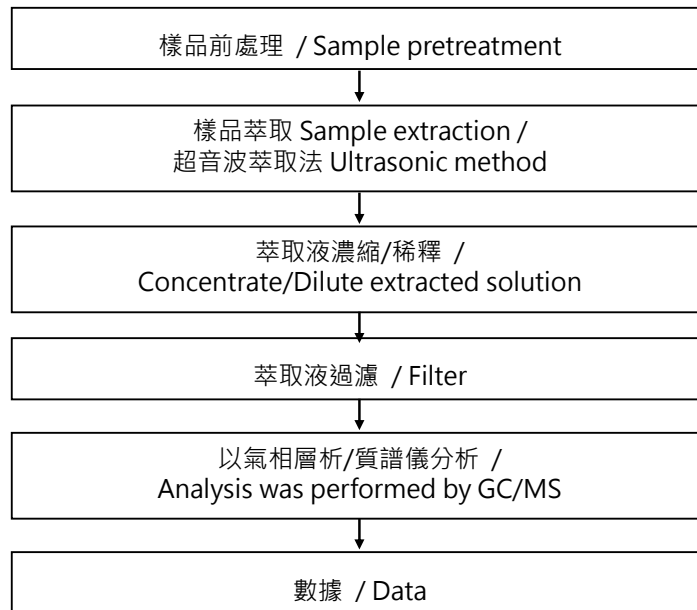 樣品前處理 / Sample pretreatment
樣品萃取 Sample extraction /
超音波萃取法 Ultrasonic method
萃取液濃縮/稀釋 /
Concentrate/Dilute extracted solution
萃取液過濾 / Filter
以氣相層析/質譜儀分析 /
Analysis was performed by GC/MS
數據 / Data